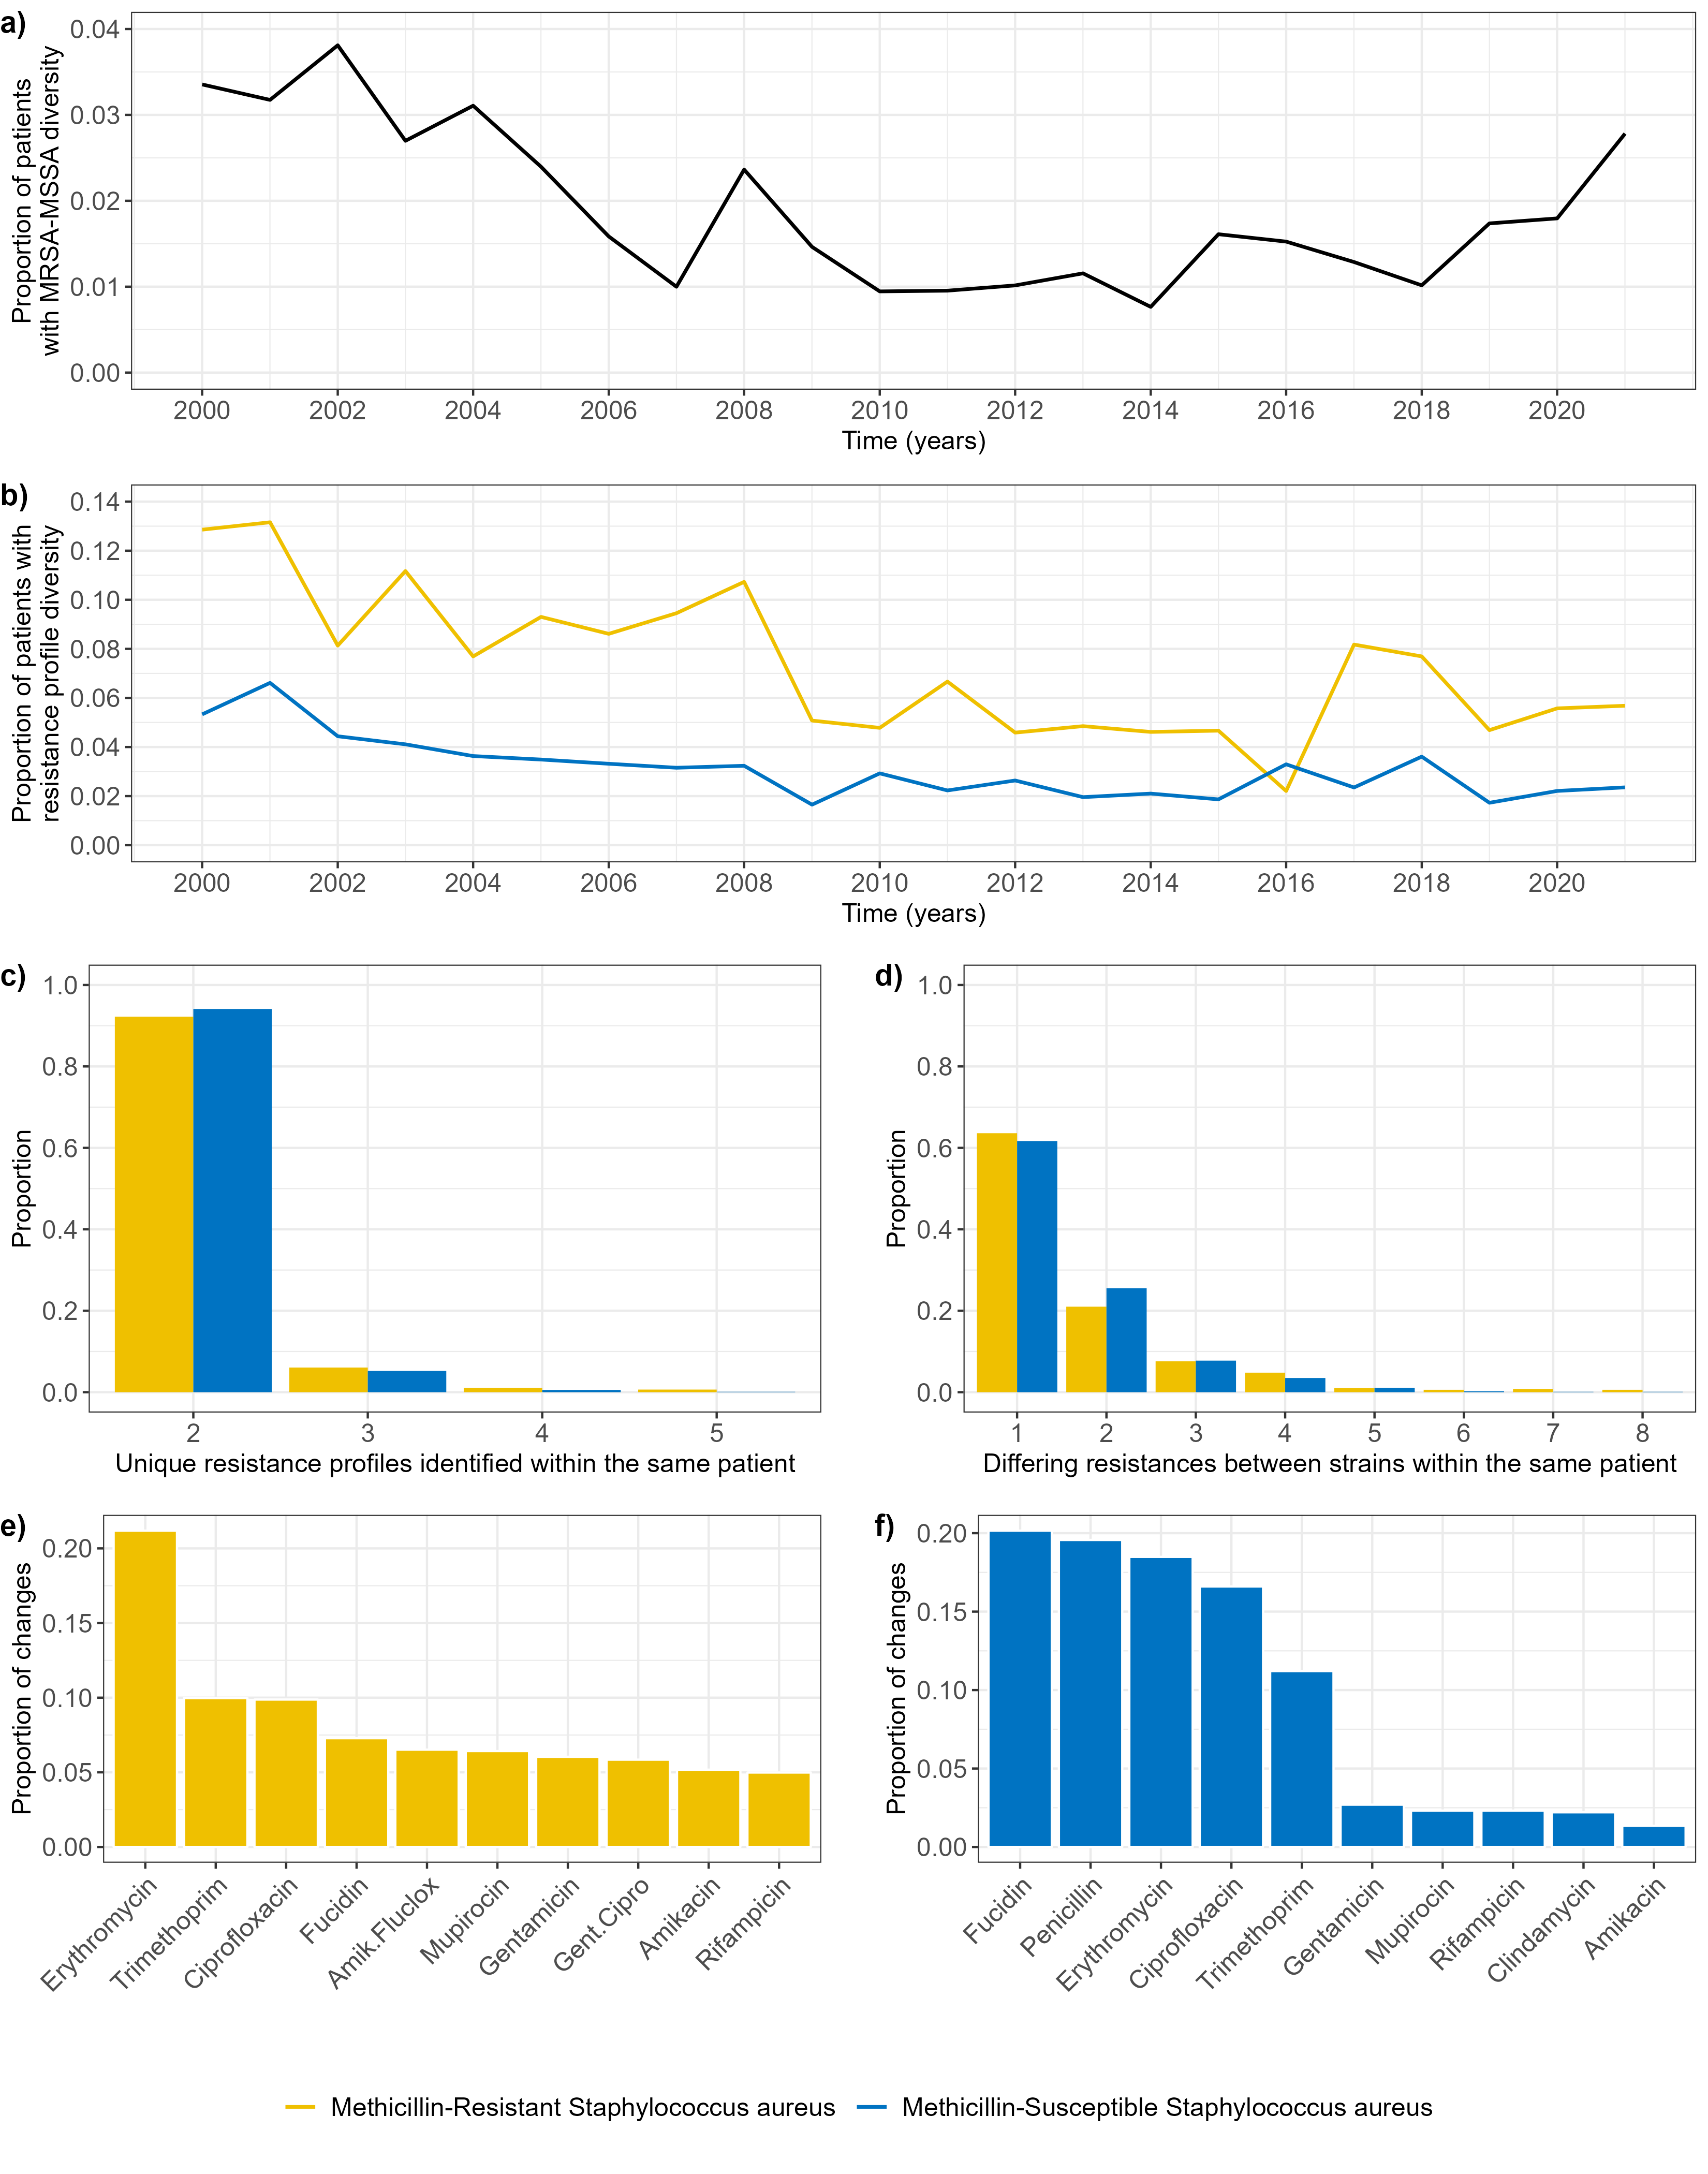 a)
Proportion of patients
with MRSA-MSSA diversity
0.04
0.03
0.02
0.01
0.00
2000 2002 2004 2006 2008 2010 2012 2014 2016 2018 2020
Time (years)
b)
Proportion of patients with
resistance profile diversity
0.14
0.12
0.10
0.08
0.06
0.04
0.02
0.00
2000 2002 2004 2006 2008 2010 2012 2014 2016 2018 2020
Time (years)
c)
Proportion
1.0
0.8
0.6
0.4
0.2
0.0
2 3 4 5
Unique resistance profiles identified within the same patient
d)
Proportion
1.0
0.8
0.6
0.4
0.2
0.0
1 2 3 4 5 6 7 8
Differing resistances between strains within the same patient
e)
Proportion of changes
0.20
0.15
0.10
0.05
0.00
Erythromycin
Trimethoprim
Ciprofloxacin
Fucidin
Amik.Fluclox
Mupirocin
Gentamicin
Gent.Cipro
Amikacin
Rifampicin
f)
Proportion of changes
0.20
0.15
0.10
0.05
0.00
Fucidin
Penicillin
Erythromycin
Ciprofloxacin
Trimethoprim
Gentamicin
Mupirocin
Rifampicin
Clindamycin
Amikacin
Methicillin-Resistant Staphylococcus aureus
Methicillin-Susceptible Staphylococcus aureus